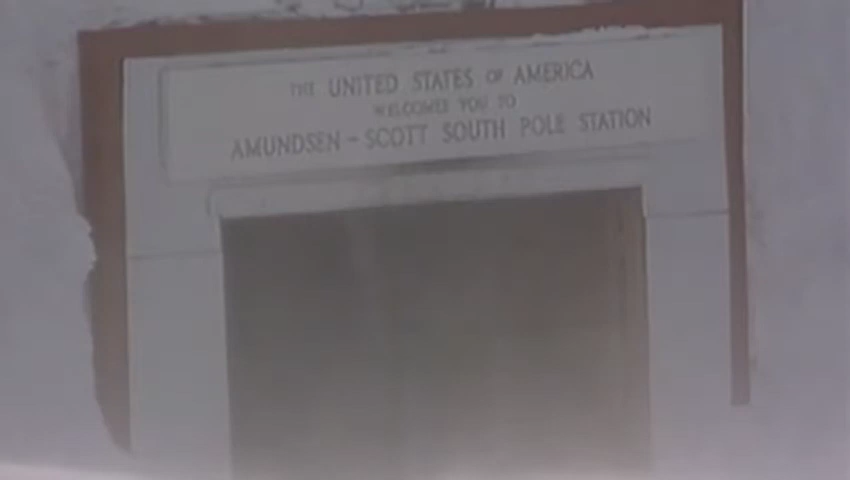 THE UNITED STATES OF AMERICA
WELCOMES YOU TO
AMUNDSEN-SCOTT SOUTH POLE STATION